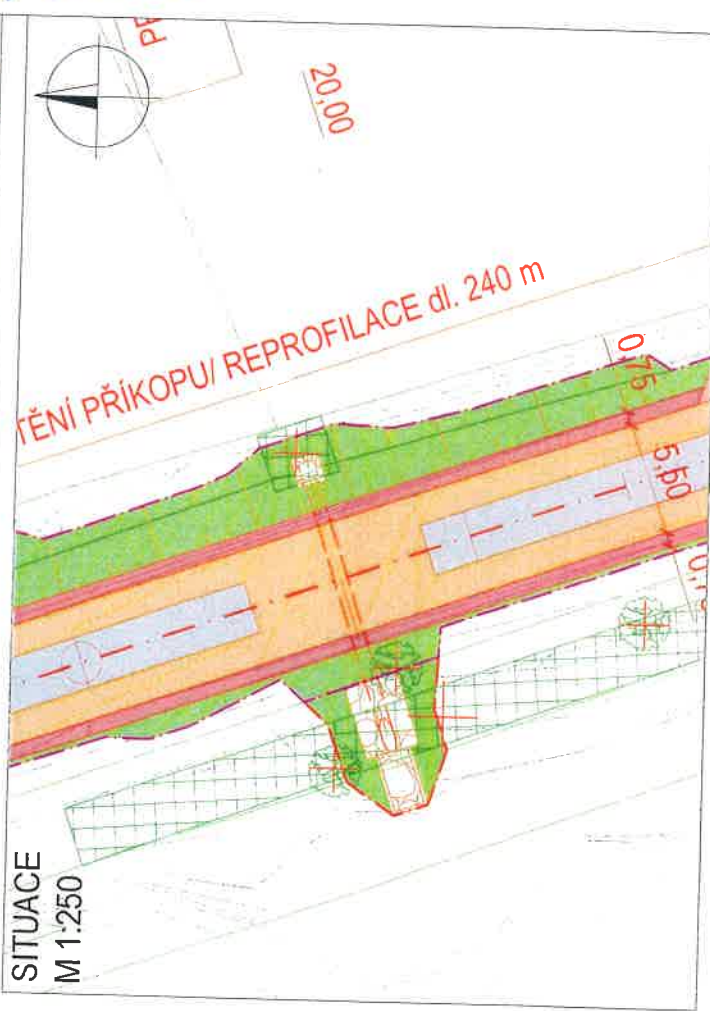 20,00
TĚNÍ PŘÍKOPU/ REPROFILACE dl. 240 m
0,75
5,50
SITUACE
M 1:250